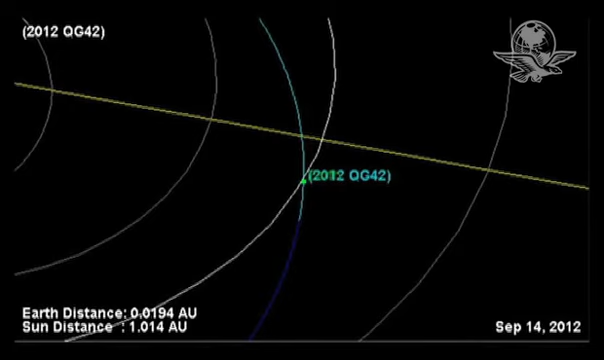 (2012 QG42)
(2012 QG42)
Earth Distance: 0.0194 AU
Sun Distance : 1.014 AU
Sep 14, 2012